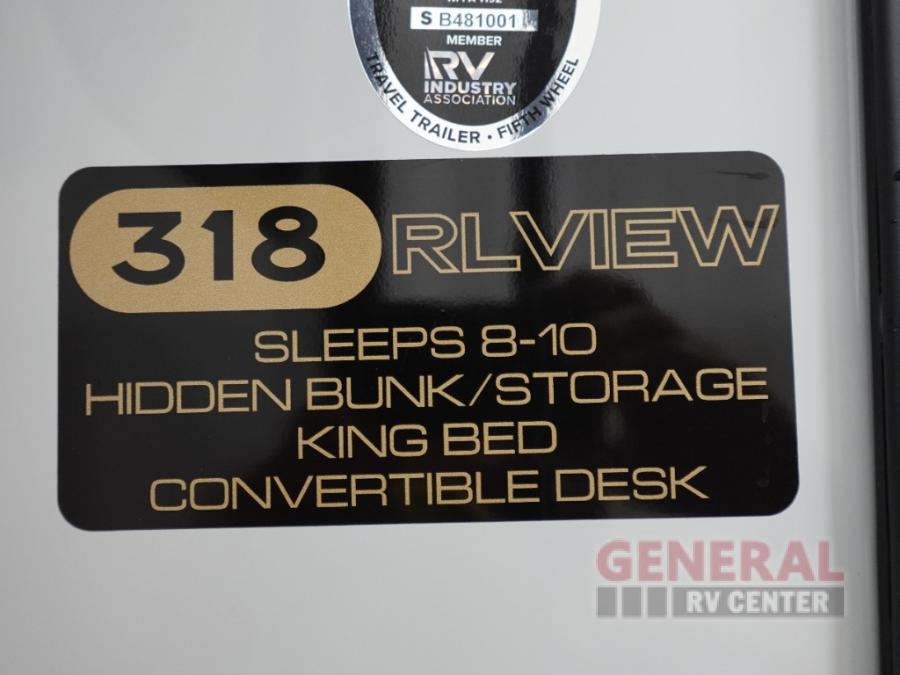 S B481001
MEMBER
RV
INDUSTRY
ASSOCIATION
TRAVEL TRAILER • FIFTH WHEEL
318 RLVIEW
SLEEPS 8-10
HIDDEN BUNK/STORAGE
KING BED
CONVERTIBLE DESK
GENERAL
RV CENTER